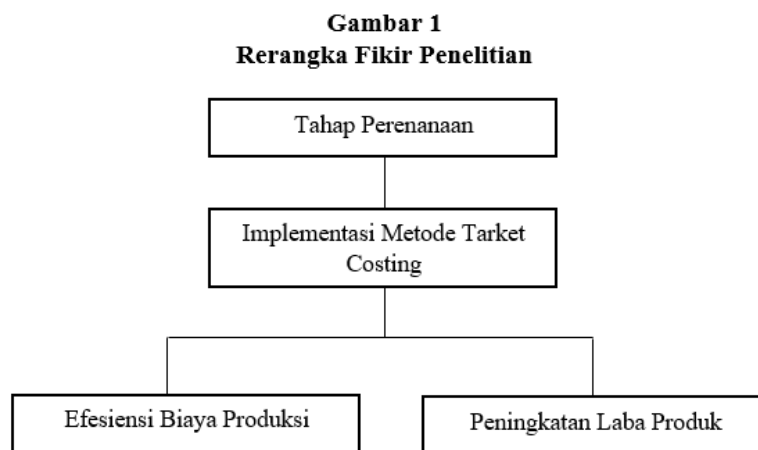 Gambar 1
Rerangka Fikir Penelitian
Tahap Perenanaan
Implementasi Metode Tarket
Costing
Efesiensi Biaya Produksi
Peningkatan Laba Produk